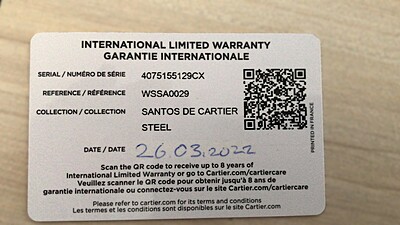 INTERNATIONAL LIMITED WARRANTY
GARANTIE INTERNATIONALE
SERIAL / NUMÉRO DE SÉRIE 4075155129CX
REFERENCE / RÉFÉRENCE WSSA0029
COLLECTION / COLLECTION SANTOS DE CARTIER
STEEL
DATE / DATE 26.03.2022
PRINTED IN FRANCE
Scan the QR code to receive up to 8 years of
International Limited Warranty or go to Cartier.com/cartiercare
Veuillez scanner le QR code pour obtenir jusqu'à 8 ans de
garantie internationale ou connectez-vous sur le site Cartier.com/cartiercare
Please refer to cartier.com for its terms and conditions
Les termes et les conditions sont disponibles sur le site Cartier.com